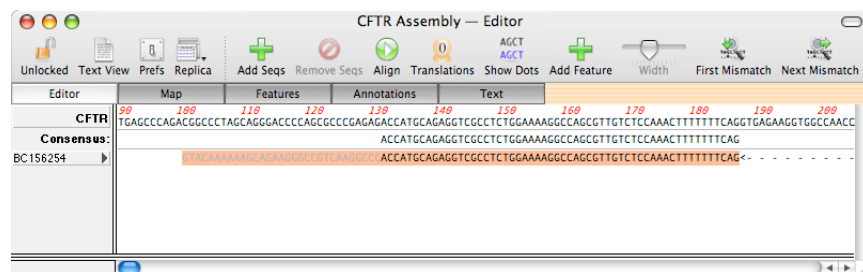 CFTR Assembly — Editor
AGCT
AGCT
Unlocked Text View Prefs Replica Add Seqs Remove Seqs Align Translations Show Dots Add Feature Width First Mismatch Next Mismatch
Editor Map Features Annotations Text
90 100 110 120 130 140 150 160 170 180 190 200
CFTR TGAGCCCAGACGGCCCTAGCAGGGACCCCAGCGCCCGAGAGACCATGCAGAGGTCGCCTCTGGAAAAGGCCAGCGTTGTCTCCAAACTTTTTTTCAGGTGAGAAGGTGGCCAACC
Consensus: ACCATGCAGAGGTCGCCTCTGGAAAAGGCCAGCGTTGTCTCCAAACTTTTTTTCAG
BC156254 GTACAAAAAAGCAGAAGGGCCGTCAAGGCCCACCATGCAGAGGTCGCCTCTGGAAAAGGCCAGCGTTGTCTCCAAACTTTTTTTCAG<- - - - - - - - -